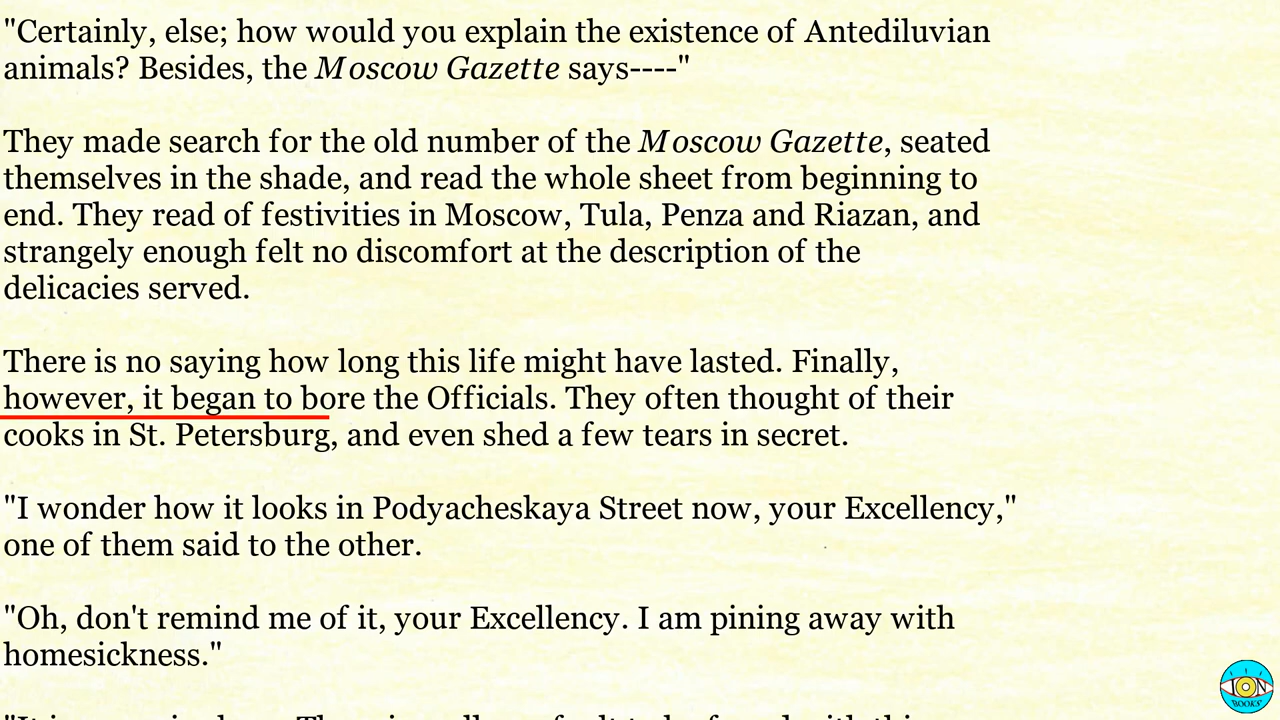 "Certainly, else; how would you explain the existence of Antediluvian
animals? Besides, the Moscow Gazette says----"
They made search for the old number of the Moscow Gazette, seated
themselves in the shade, and read the whole sheet from beginning to
end. They read of festivities in Moscow, Tula, Penza and Riazan, and
strangely enough felt no discomfort at the description of the
delicacies served.
There is no saying how long this life might have lasted. Finally,
however, it began to bore the Officials. They often thought of their
cooks in St. Petersburg, and even shed a few tears in secret.
"I wonder how it looks in Podyacheskaya Street now, your Excellency,"
one of them said to the other.
"Oh, don't remind me of it, your Excellency. I am pining away with
homesickness."
ION
BOOKS